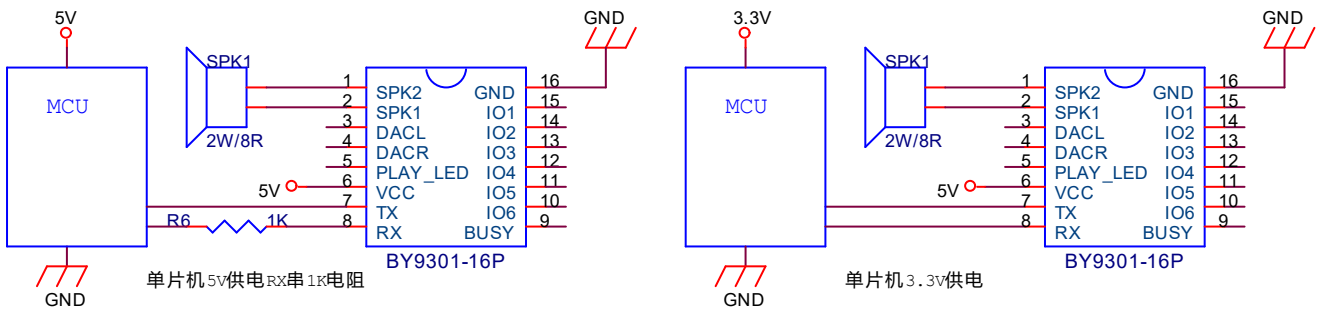 5V
GND
SPK1
MCU
2W/8R
1 SPK2 GND 16
2 SPK1 IO1 15
3 DACL IO2 14
4 DACR IO3 13
5 PLAY_LED IO4 12
5V 6 VCC IO5 11
7 TX IO6 10
R6 1K 8 RX BUSY 9
BY9301-16P
单片机5V供电RX串1K电阻
GND
3.3V
GND
SPK1
MCU
2W/8R
1 SPK2 GND 16
2 SPK1 IO1 15
3 DACL IO2 14
4 DACR IO3 13
5 PLAY_LED IO4 12
5V 6 VCC IO5 11
7 TX IO6 10
8 RX BUSY 9
BY9301-16P
单片机3.3V供电
GND